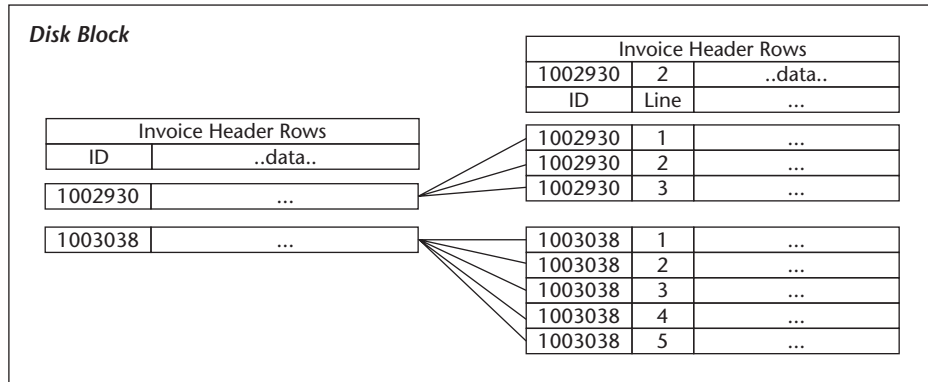 Disk Block
Invoice Header Rows
ID ..data..
1002930 ...
1003038 ...
Invoice Header Rows
1002930 2 ..data..
ID Line ...
1002930 1 ...
1002930 2 ...
1002930 3 ...
1003038 1 ...
1003038 2 ...
1003038 3 ...
1003038 4 ...
1003038 5 ...